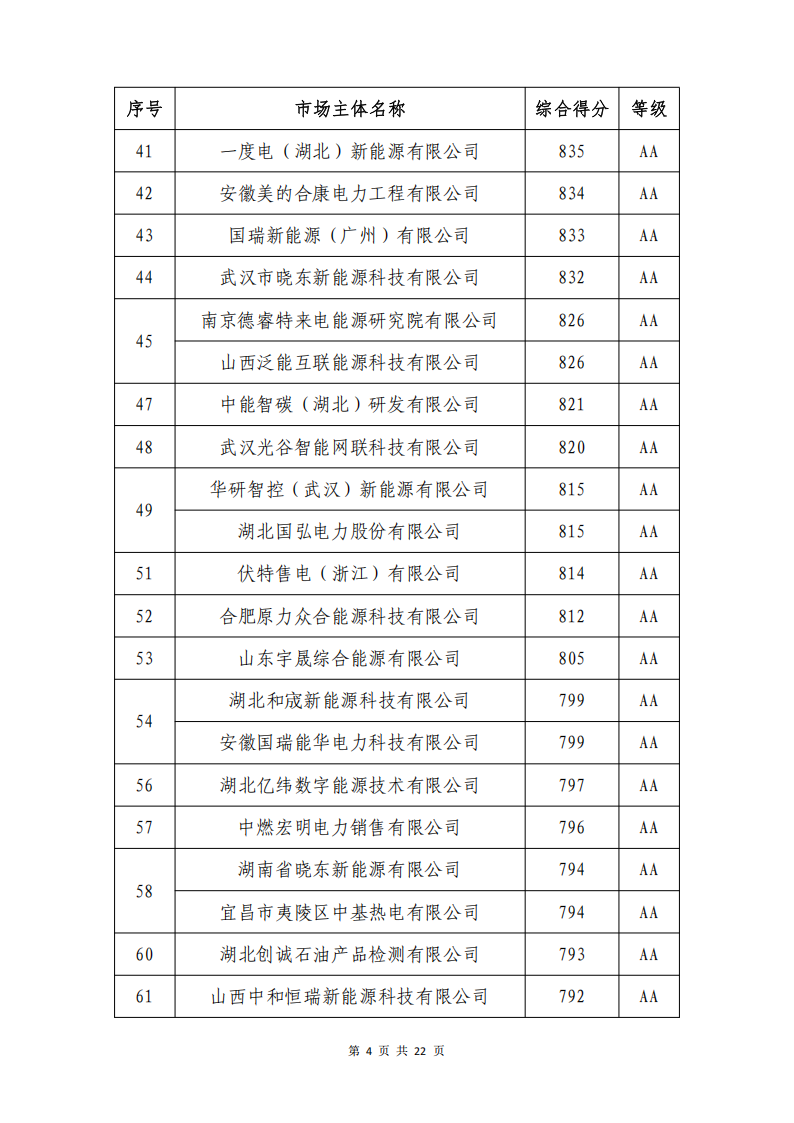 序号 市场主体名称 综合得分 等级
41 一度电（湖北）新能源有限公司 835 AA
42 安徽美的合康电力工程有限公司 834 AA
43 国瑞新能源（广州）有限公司 833 AA
44 武汉市晓东新能源科技有限公司 832 AA
45 南京德睿特来电能源研究院有限公司 826 AA
山西泛能互联能源科技有限公司 826 AA
47 中能智碳（湖北）研发有限公司 821 AA
48 武汉光谷智能网联科技有限公司 820 AA
49 华研智控（武汉）新能源有限公司 815 AA
湖北国弘电力股份有限公司 815 AA
51 伏特售电（浙江）有限公司 814 AA
52 合肥原力众合能源科技有限公司 812 AA
53 山东宇晟综合能源有限公司 805 AA
54 湖北和宬新能源科技有限公司 799 AA
安徽国瑞能华电力科技有限公司 799 AA
56 湖北亿纬数字能源技术有限公司 797 AA
57 中燃宏明电力销售有限公司 796 AA
58 湖南省晓东新能源有限公司 794 AA
宜昌市夷陵区中基热电有限公司 794 AA
60 湖北创诚石油产品检测有限公司 793 AA
61 山西中和恒瑞新能源科技有限公司 792 AA
第 4 页 共 22 页